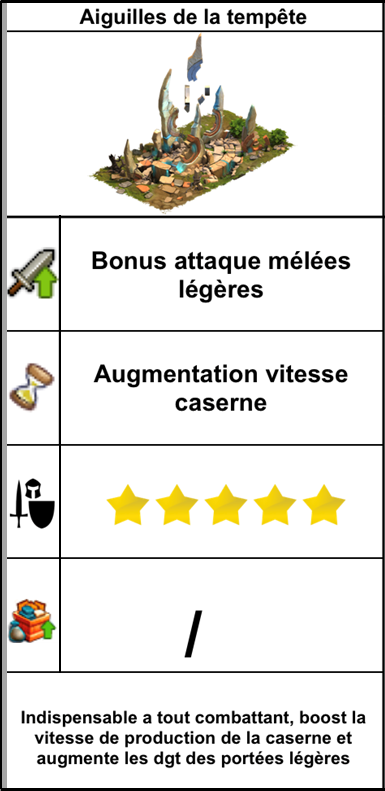 Aiguilles de la tempête
Bonus attaque mélées
légères
Augmentation vitesse
caserne
/
Indispensable a tout combattant, boost la
vitesse de production de la caserne et
augmente les dgt des portées légères